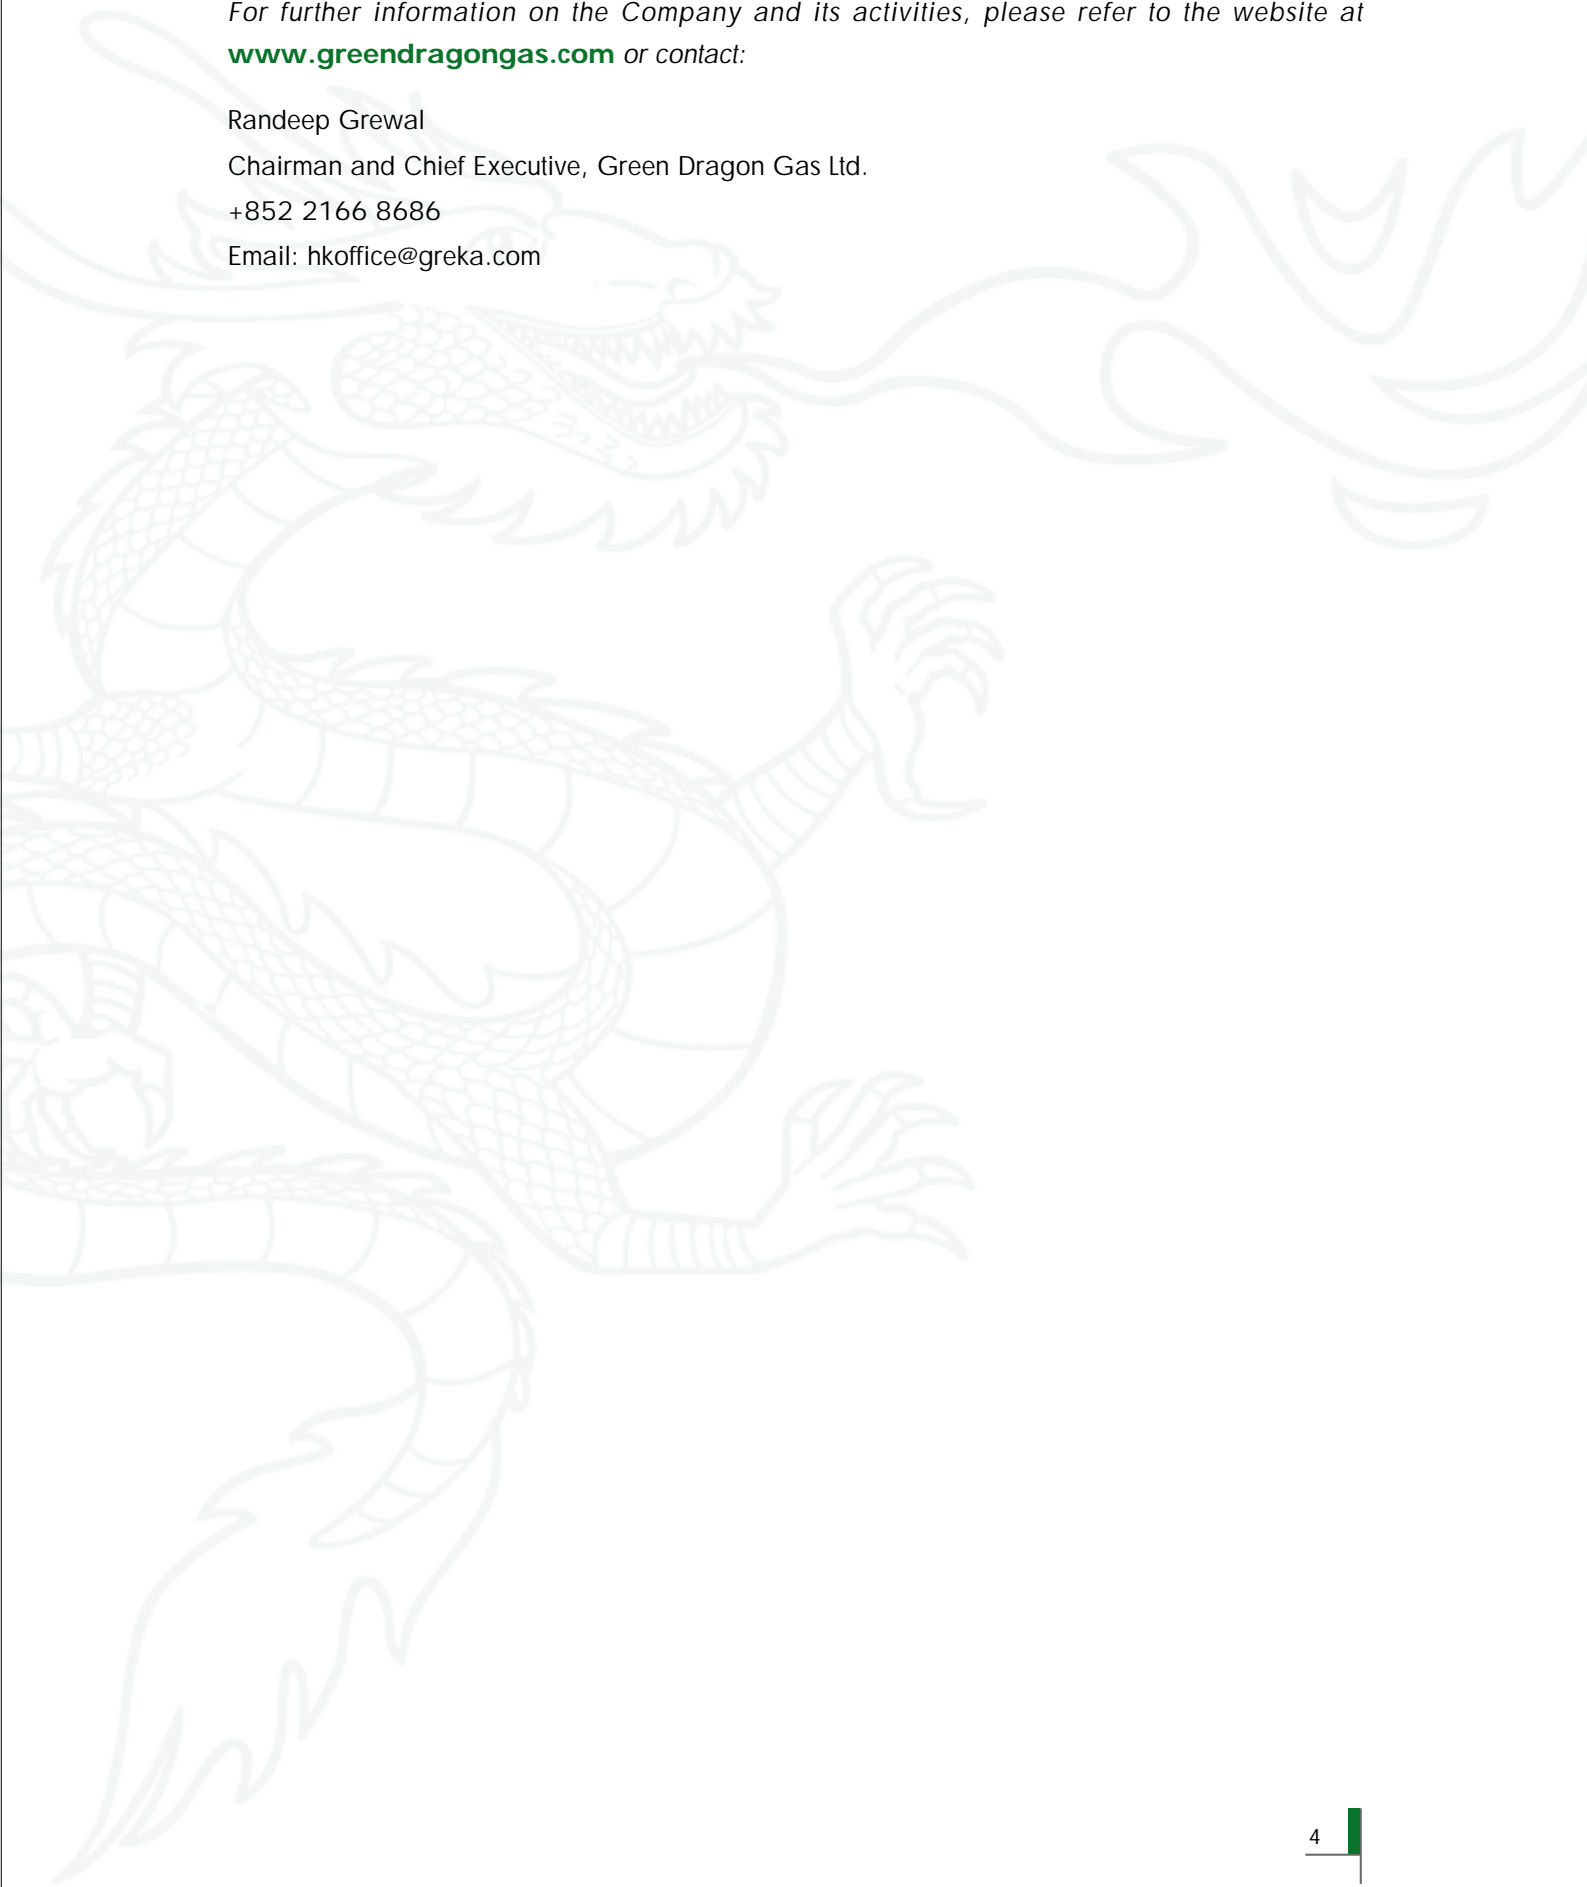 For further information on the Company and its activities, please refer to the website at
www.greendragongas.com or contact:
Randeep Grewal
Chairman and Chief Executive, Green Dragon Gas Ltd.
+852 2166 8686
Email: hkoffice@greka.com
4